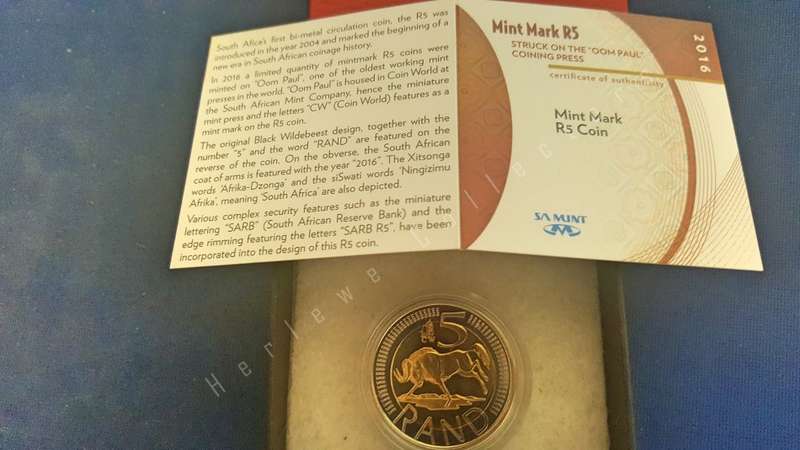 South Africa's first bi-metal circulation coin, the R5 was
introduced in the year 2004 and marked the beginning of a
new era in South African coinage history.
In 2016 a limited quantity of mintmark R5 coins were
minted on "Oom Paul", one of the oldest working mint
presses in the world. "Oom Paul" is housed in Coin World at
the South African Mint Company, hence the miniature
mint press and the letters "CW" (Coin World) features as a
mint mark on the R5 coin.
The original Black Wildebeest design, together with the
number "5" and the word "RAND" are featured on the
reverse of the coin. On the obverse, the South African
coat of arms is featured with the year "2016". The Xitsonga
words 'Afrika-Dzonga' and the siSwati words 'Ningizimu
Afrika', meaning 'South Africa' are also depicted.
Various complex security features such as the miniature
lettering "SARB" (South African Reserve Bank) and the
edge rimming featuring the letters "SARB R5", have been
incorporated into the design of this R5 coin.
Mint Mark R5
STRUCK ON THE "OOM PAUL"
COINING PRESS
certificate of authenticity
2016
Mint Mark
R5 Coin
SA MINT
5
RAND
Herlewe Collec